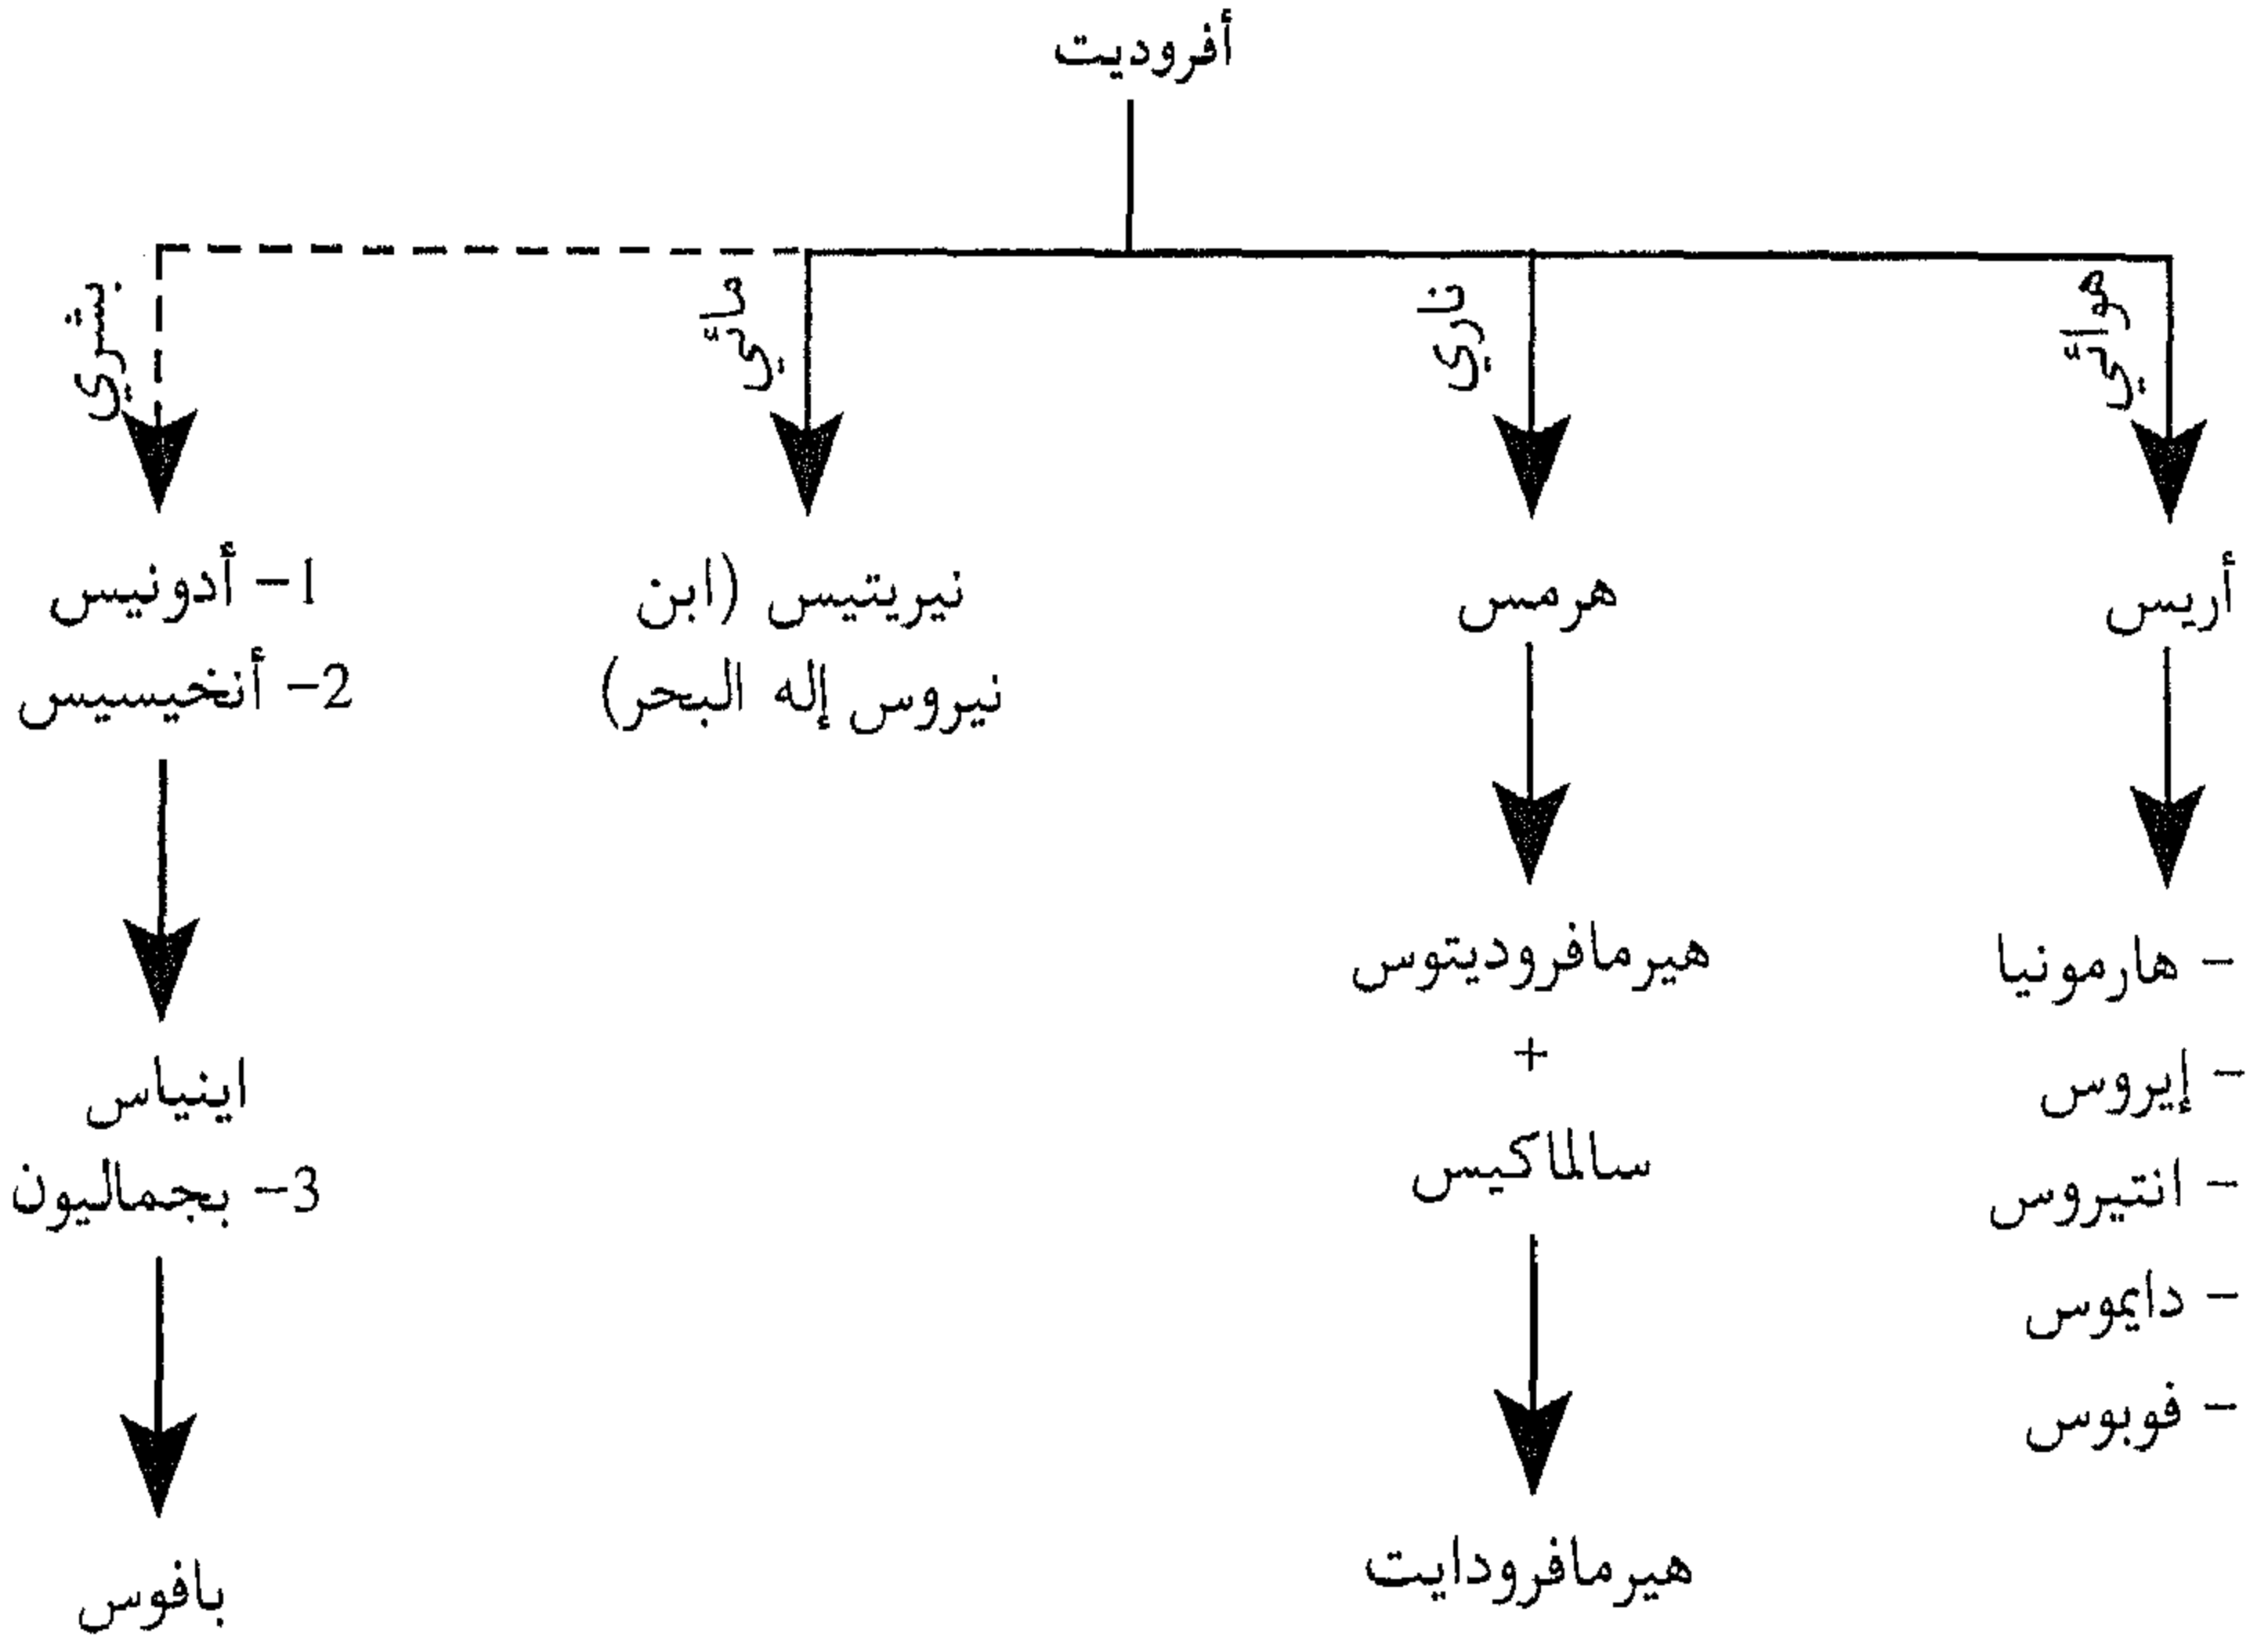 أفروديت
هوائي
ناري
مائي
بشري
أريس
هرمس
نيريتيس (ابن
نيروس إله البحر)
1- أدونيس
2- أنخيسيس
- هارمونيا
- إيروس
- انتيروس
- دايموس
- فوبوس
هيرمافروديتوس
+
سالماكيس
هيرمافرودايت
اينياس
3- بجماليون
بافوس